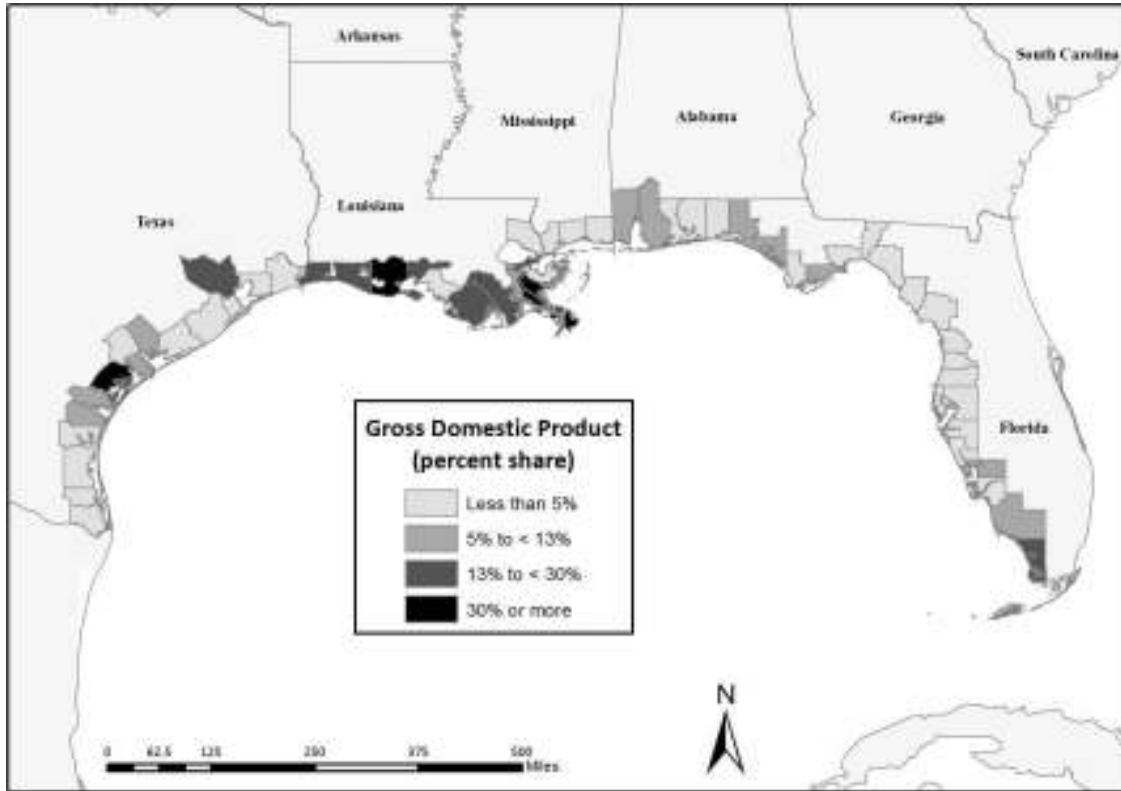 Arkansas
South Carolina
Mississippi
Alabama
Georgia
Texas
Louisiana
Florida
Gross Domestic Product
(percent share)
Less than 5%
5% to < 13%
13% to < 30%
30% or more
N
0 62.5 125 250 375 500
Miles